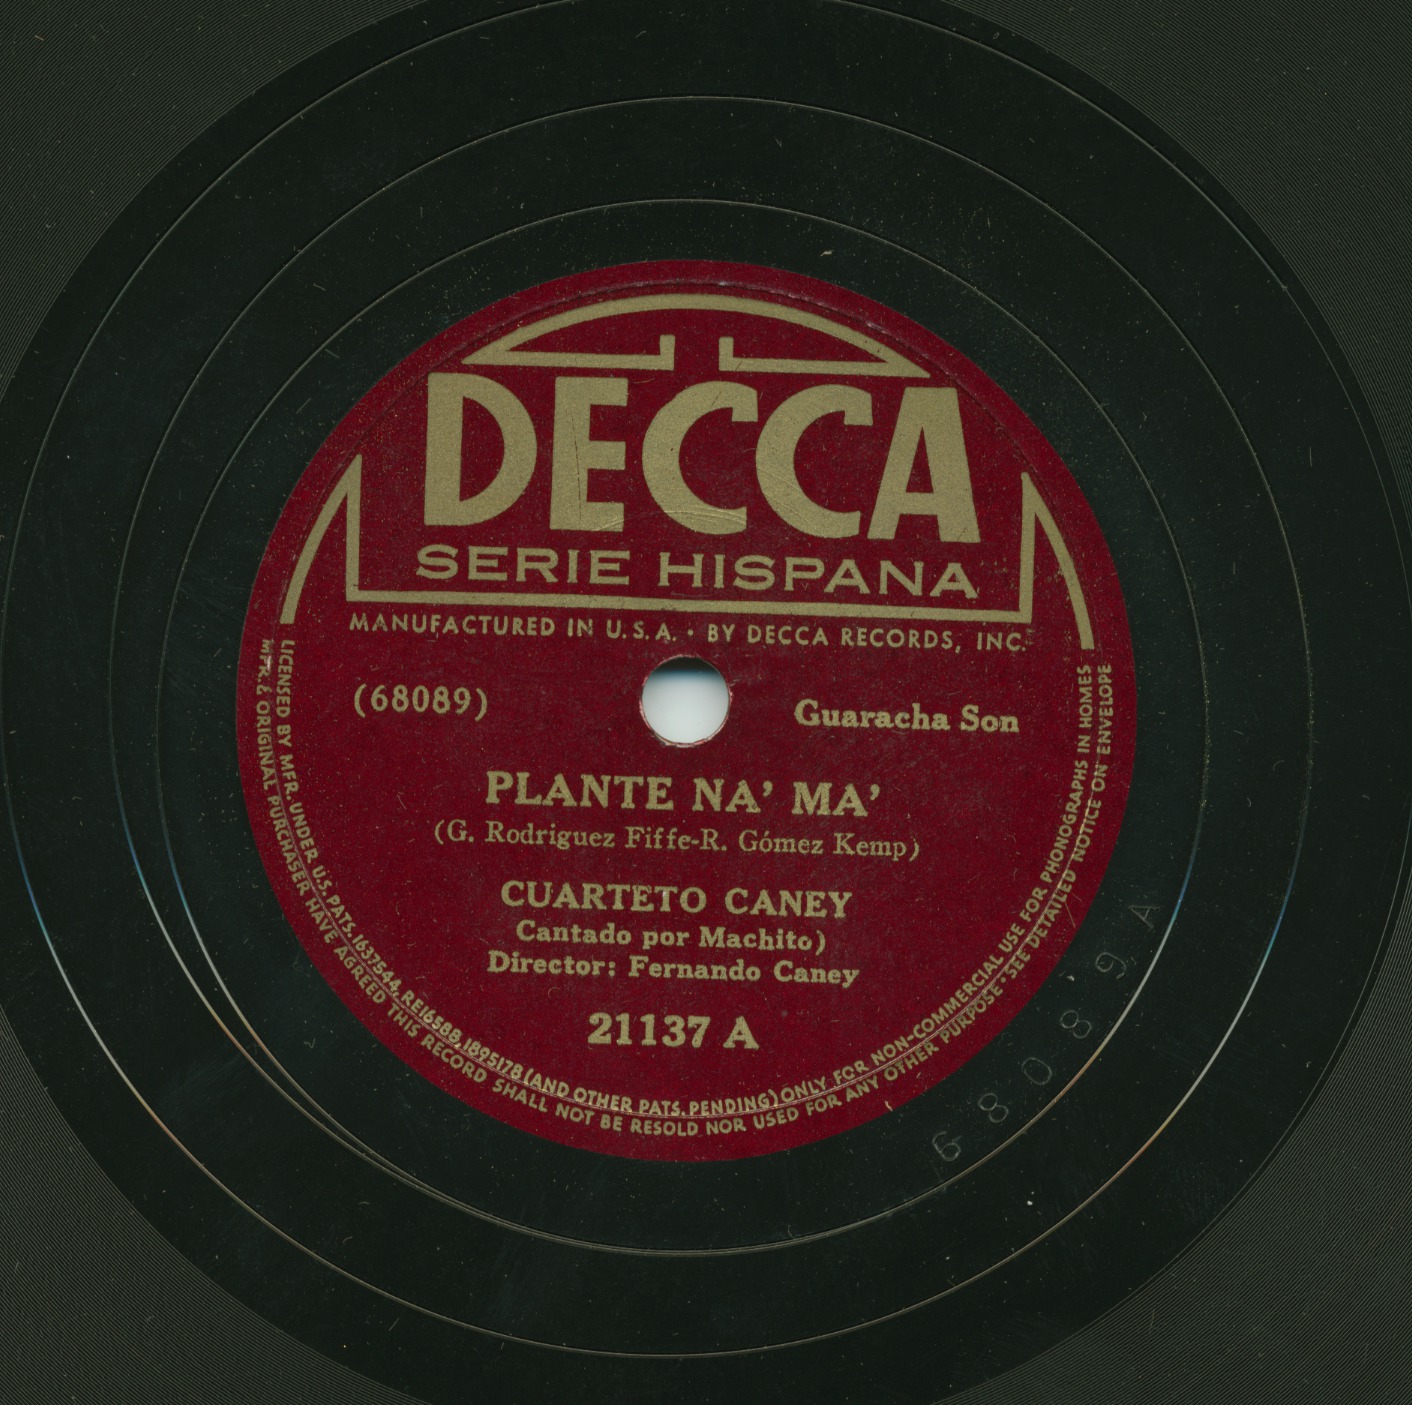 DECCA
SERIE HISPANA
MANUFACTURED IN U.S.A. · BY DECCA RECORDS, INC.
(68089)
Guaracha Son
PLANTE NA' MA'
(G. Rodriguez Fiffe-R. Gómez Kemp)
CUARTETO CANEY
Cantado por Machito)
Director: Fernando Caney
21137 A
LICENSED BY MFR. UNDER U.S. PATS. 1637544, RE16588, 1895178 (AND OTHER PATS. PENDING) ONLY FOR NON-COMMERCIAL USE FOR PHONOGRAPHS IN HOMES
MFR. & ORIGINAL PURCHASER HAVE AGREED THIS RECORD SHALL NOT BE RESOLD NOR USED FOR ANY OTHER PURPOSE · SEE DETAILED NOTICE ON ENVELOPE
68089 A